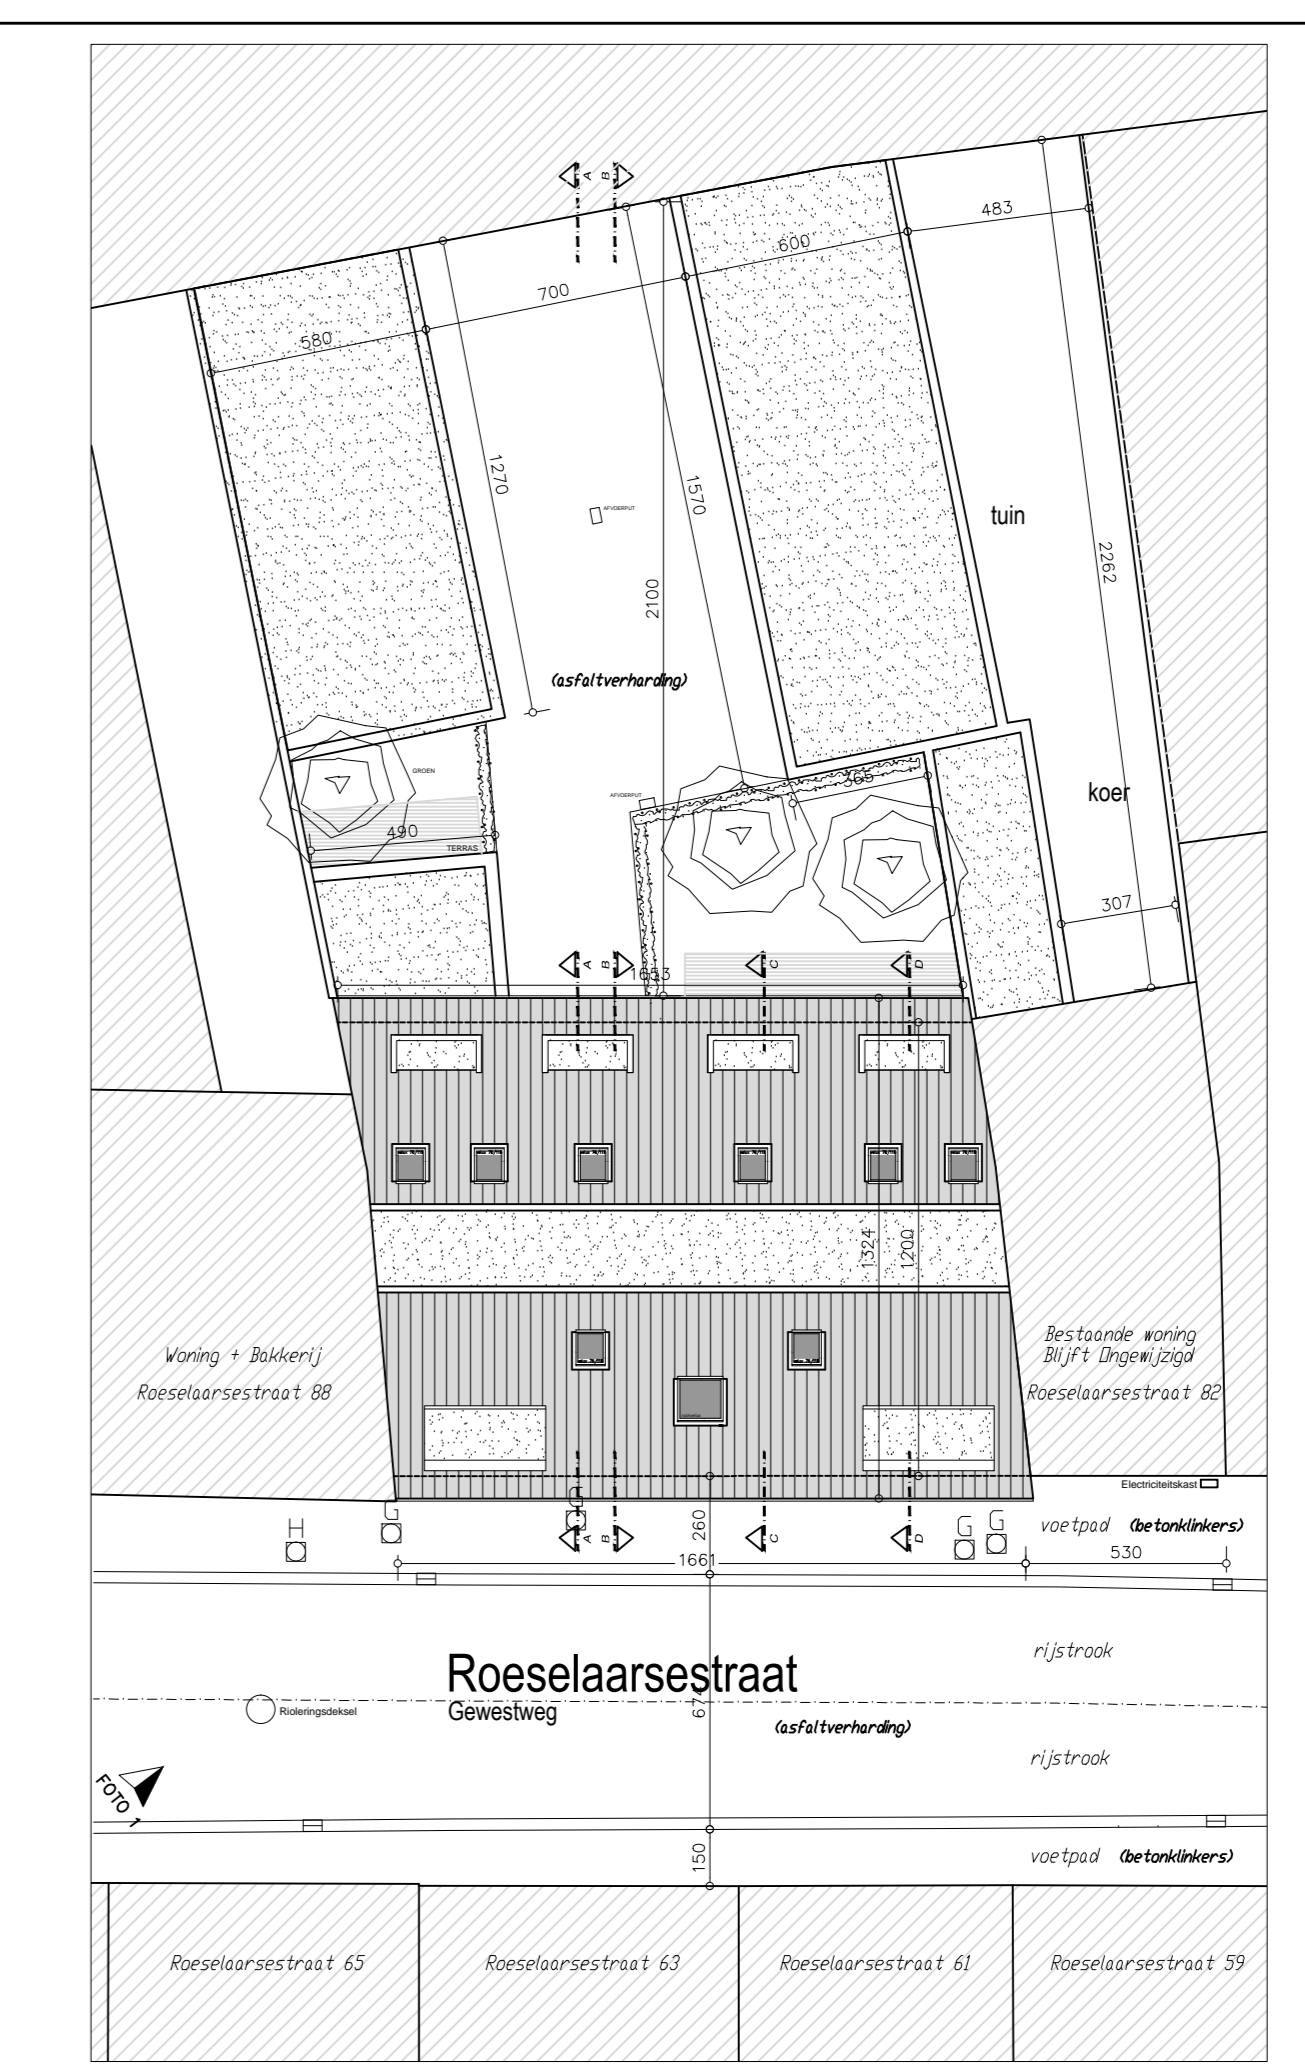 A B
483
600
700
580
1270
1570
AFVOERPUT
tuin
2262
2100
(asfaltverharding)
GROEN
365
AFVOERPUT
koer
490
TERRAS
307
A B C D
1653
1324
1200
Woning + Bakkerij
Roeselaarsestraat 88
Bestaande woning
Blijft Ongewijzigd
Roeselaarsestraat 82
Electriciteitskast
H G G G G
A B C D
260
voetpad (betonklinkers)
1661
530
rijstrook
Roeselaarsestraat
674
Gewestweg
Rioleringsdeksel
(asfaltverharding)
rijstrook
FOTO 1
150
voetpad (betonklinkers)
Roeselaarsestraat 65
Roeselaarsestraat 63
Roeselaarsestraat 61
Roeselaarsestraat 59